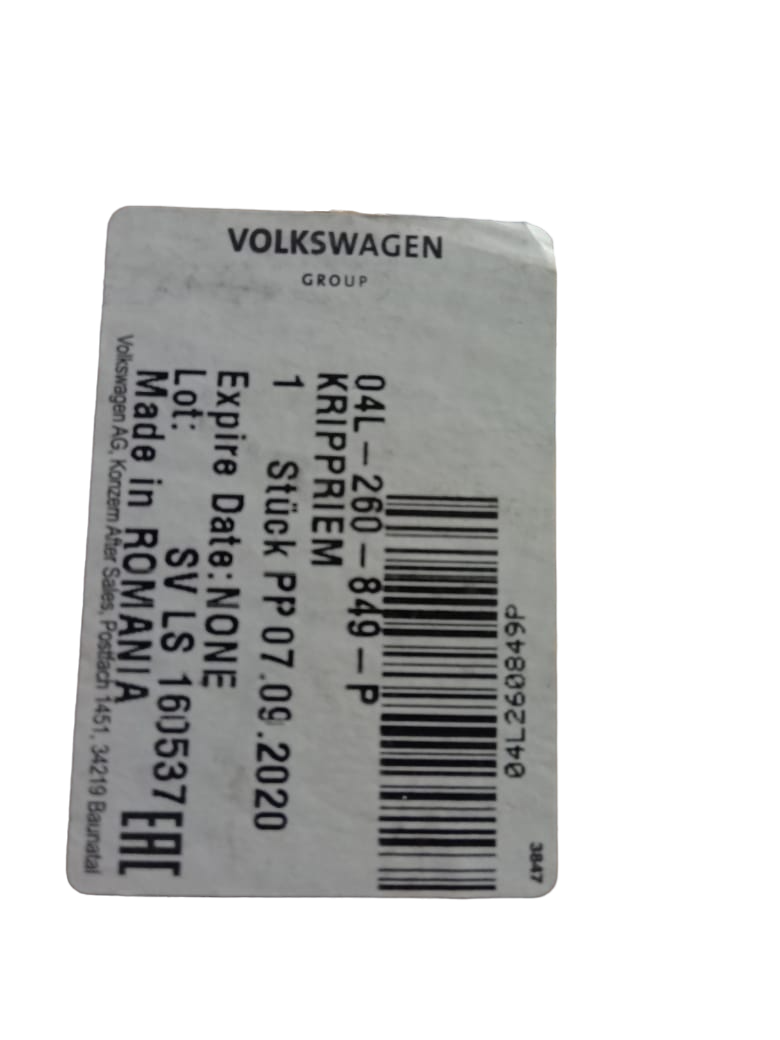 VOLKSWAGEN
GROUP
3847
04L260849P
04L-260-849-P
KRIPPRIEM
1 Stück PP 07.09.2020
Expire Date:NONE
Lot: SV LS 160537
Made in ROMANIA EAC
Volkswagen AG, Konzern After Sales, Postfach 1451, 34219 Baunatal